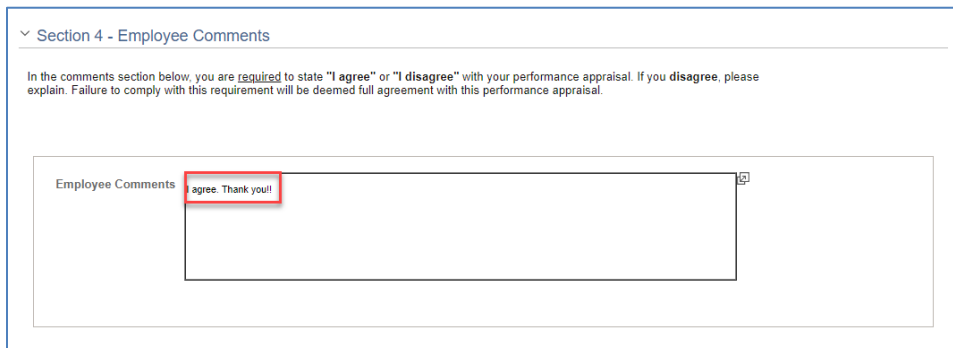 Section 4 - Employee Comments
In the comments section below, you are required to state "I agree" or "I disagree" with your performance appraisal. If you disagree, please
explain. Failure to comply with this requirement will be deemed full agreement with this performance appraisal.
Employee Comments
I agree. Thank you!!